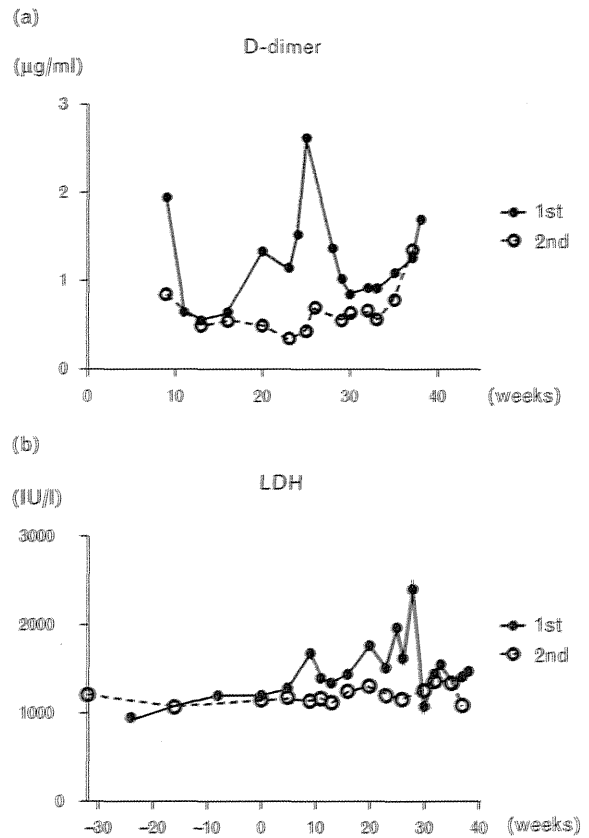 (a)
D-dimer
(µg/ml)
3
2
1
0
0 10 20 30 40 (weeks)
1st
2nd
(b)
LDH
(IU/l)
3000
2000
1000
0
−30 −20 −10 0 10 20 30 40 (weeks)
1st
2nd